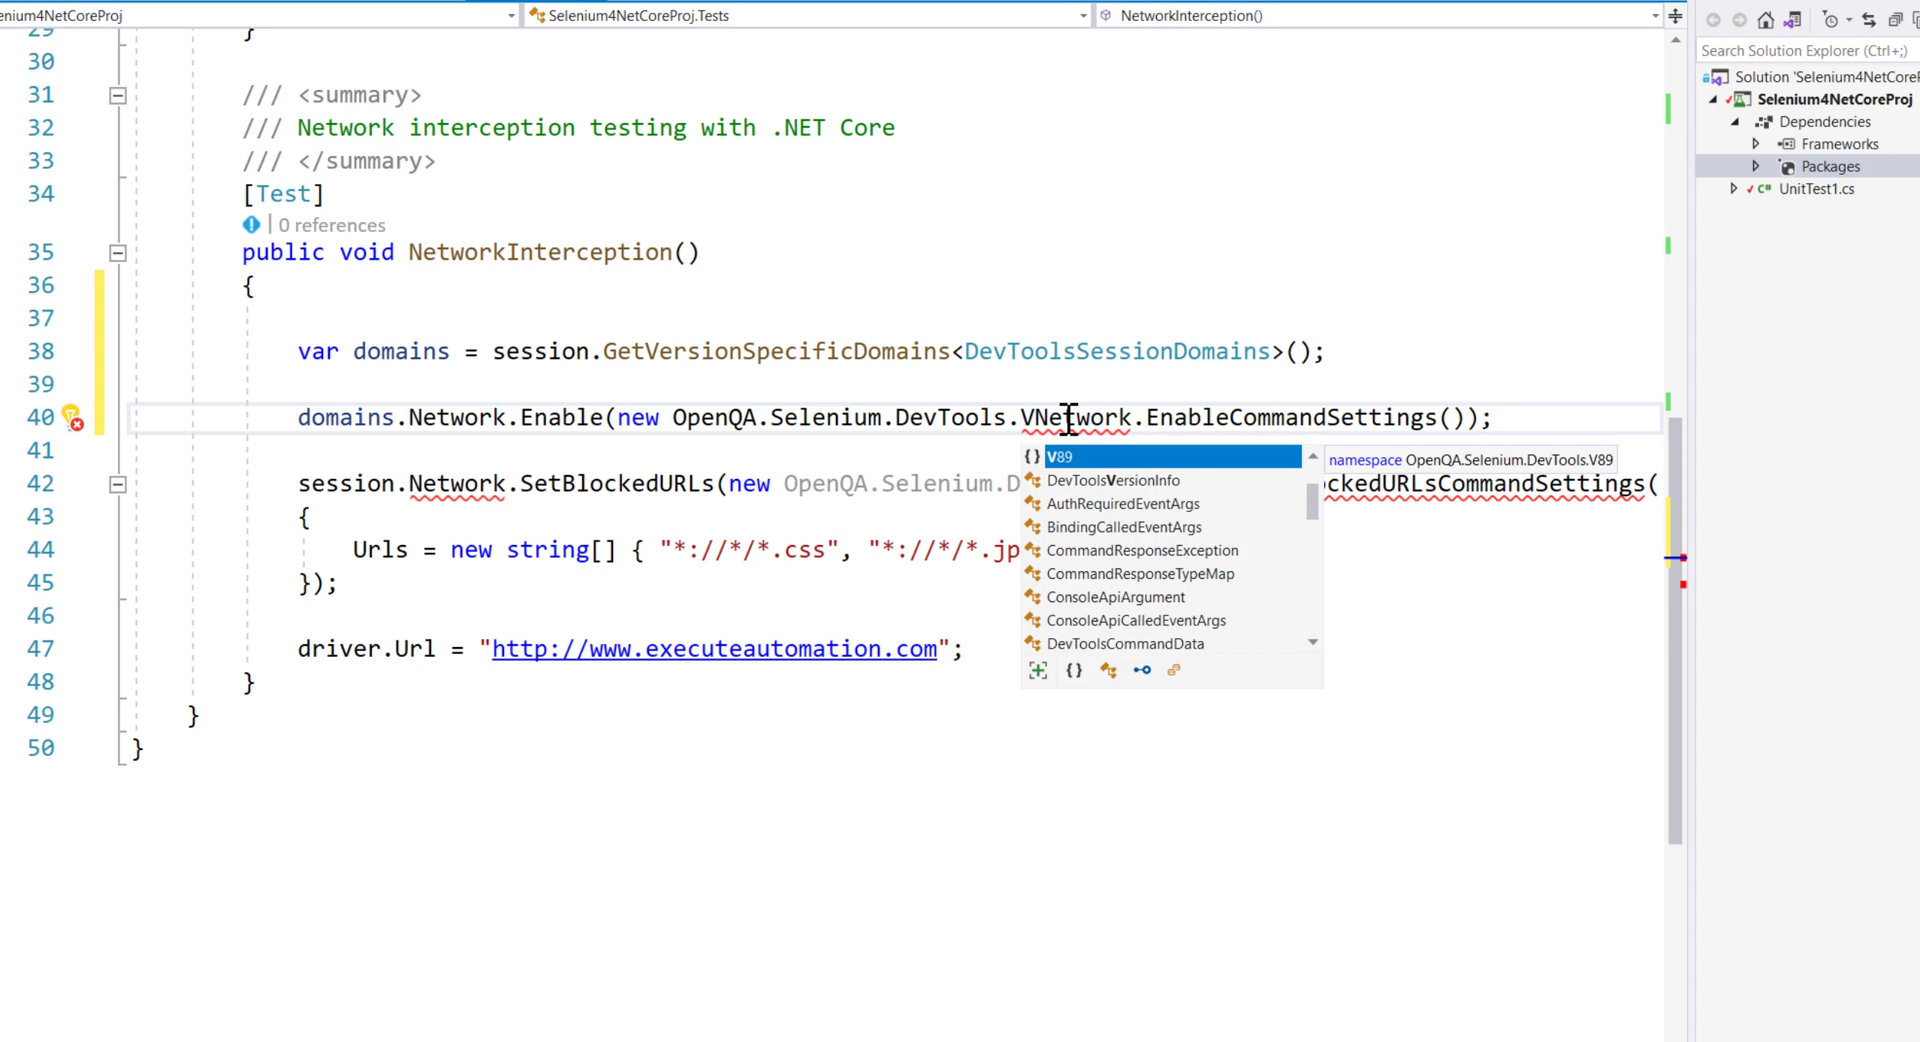 enium4NetCoreProj
Selenium4NetCoreProj.Tests
NetworkInterception()
29 }
30
31 /// <summary>
32 /// Network interception testing with .NET Core
33 /// </summary>
34 [Test]
0 references
35 public void NetworkInterception()
36 {
37
38 var domains = session.GetVersionSpecificDomains<DevToolsSessionDomains>();
39
40 domains.Network.Enable(new OpenQA.Selenium.DevTools.VNetwork.EnableCommandSettings());
41
42 session.Network.SetBlockedURLs(new OpenQA.Selenium.D ckedURLsCommandSettings(
43 {
44 Urls = new string[] { "*://*/*.css", "*://*/*.jp
45 });
46
47 driver.Url = "http://www.executeautomation.com";
48 }
49 }
50 }
{} V89
DevToolsVersionInfo
AuthRequiredEventArgs
BindingCalledEventArgs
CommandResponseException
CommandResponseTypeMap
ConsoleApiArgument
ConsoleApiCalledEventArgs
DevToolsCommandData
{}
namespace OpenQA.Selenium.DevTools.V89
Search Solution Explorer (Ctrl+;)
Solution 'Selenium4NetCoreP
Selenium4NetCoreProj
Dependencies
Frameworks
Packages
C# UnitTest1.cs